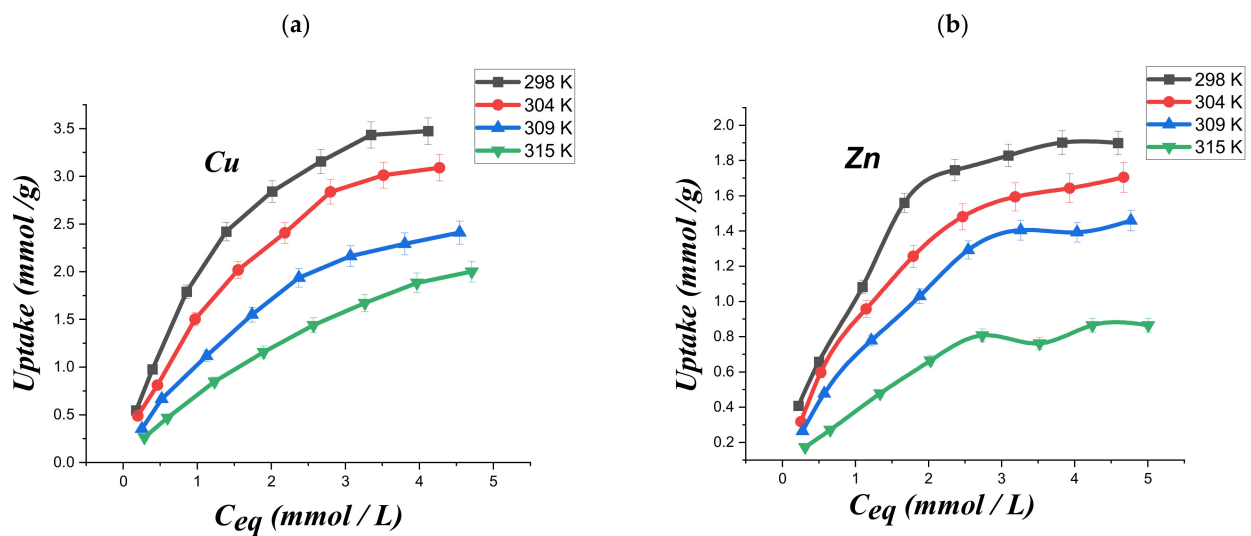 (a)
298 K
304 K
309 K
315 K
Cu
3.5
3.0
2.5
2.0
1.5
1.0
0.5
0.0
Uptake (mmol /g)
0 1 2 3 4 5
Ceq (mmol / L)
(b)
298 K
304 K
309 K
315 K
Zn
2.0
1.8
1.6
1.4
1.2
1.0
0.8
0.6
0.4
0.2
Uptake (mmol /g)
0 1 2 3 4 5
Ceq (mmol / L)